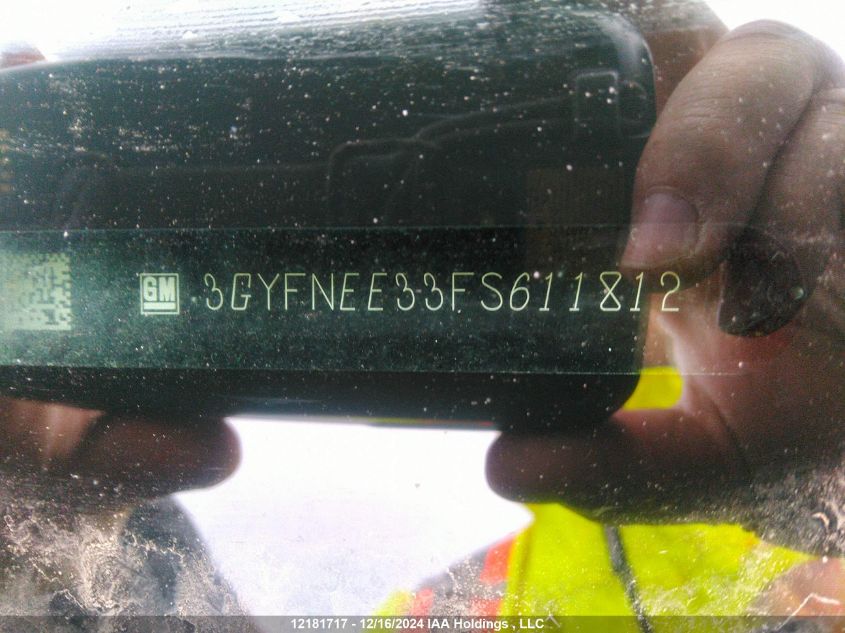 GM 3GYFNEE33FS611812
12181717 - 12/16/2024 IAA Holdings , LLC